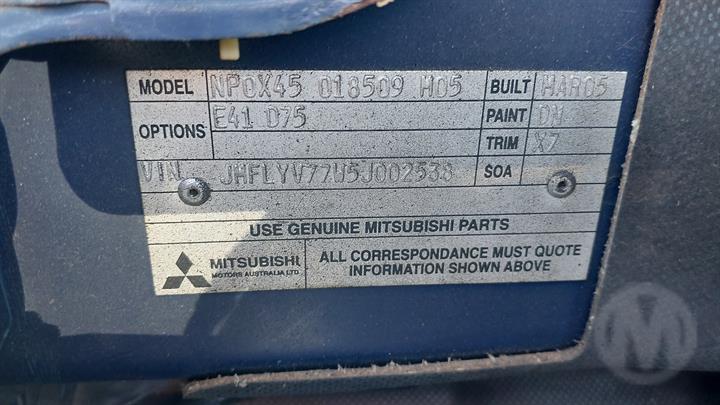 MODEL NP0X45 018509 H05 BUILT MAR05
OPTIONS E41 D75 PAINT DN
TRIM X7
VIN JHFLYV77W5J002538 SOA
USE GENUINE MITSUBISHI PARTS
MITSUBISHI
MOTORS AUSTRALIA LTD
ALL CORRESPONDANCE MUST QUOTE
INFORMATION SHOWN ABOVE
M